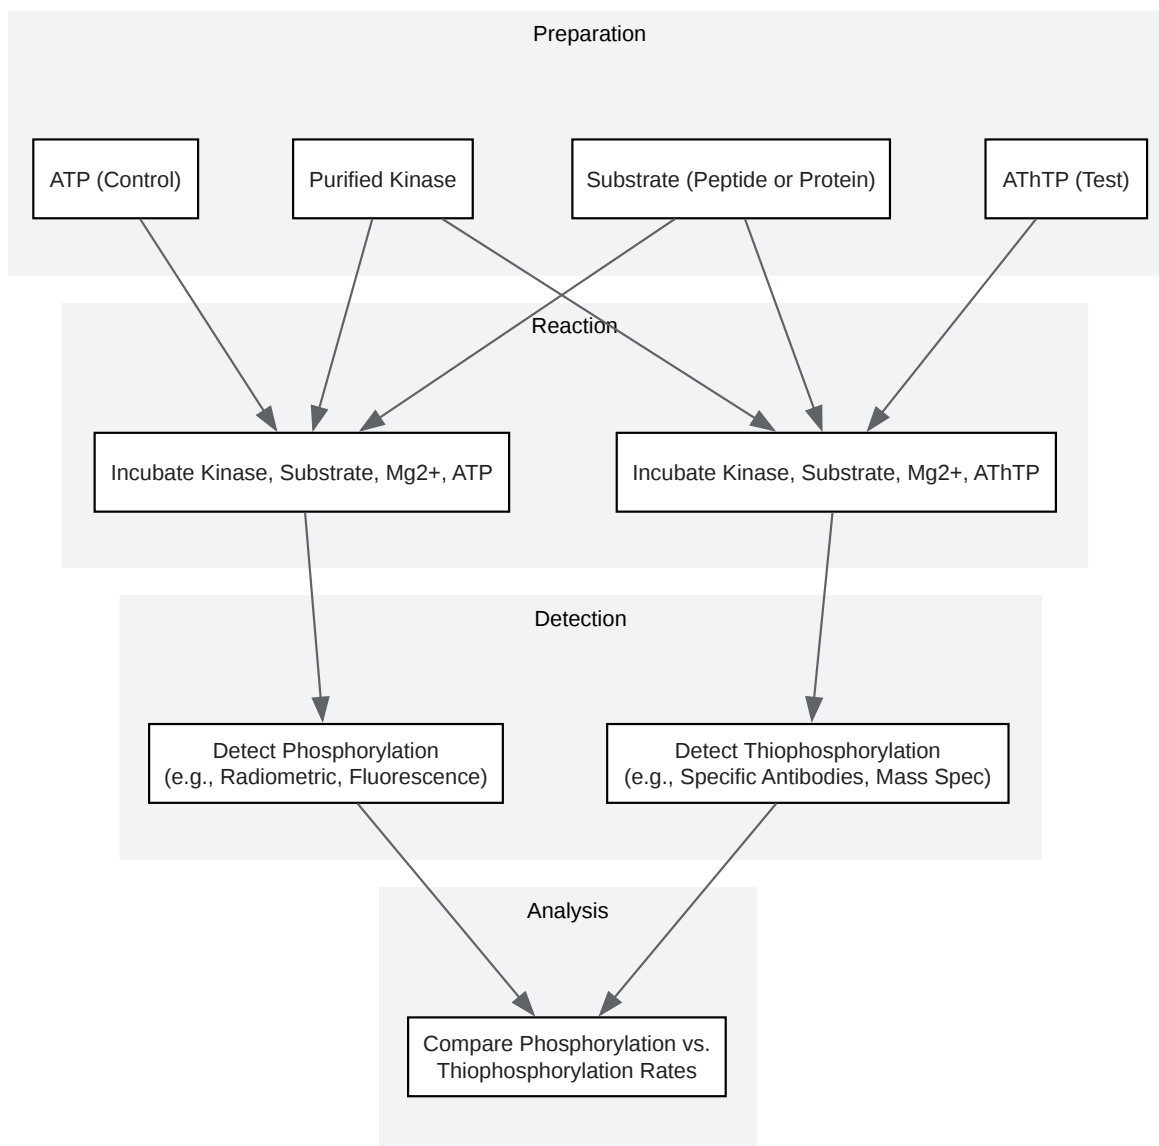 Preparation
ATP (Control)
Purified Kinase
Substrate (Peptide or Protein)
AThTP (Test)
Reaction
Incubate Kinase, Substrate, Mg2+, ATP
Incubate Kinase, Substrate, Mg2+, AThTP
Detection
Detect Phosphorylation
(e.g., Radiometric, Fluorescence)
Detect Thiophosphorylation
(e.g., Specific Antibodies, Mass Spec)
Analysis
Compare Phosphorylation vs.
Thiophosphorylation Rates